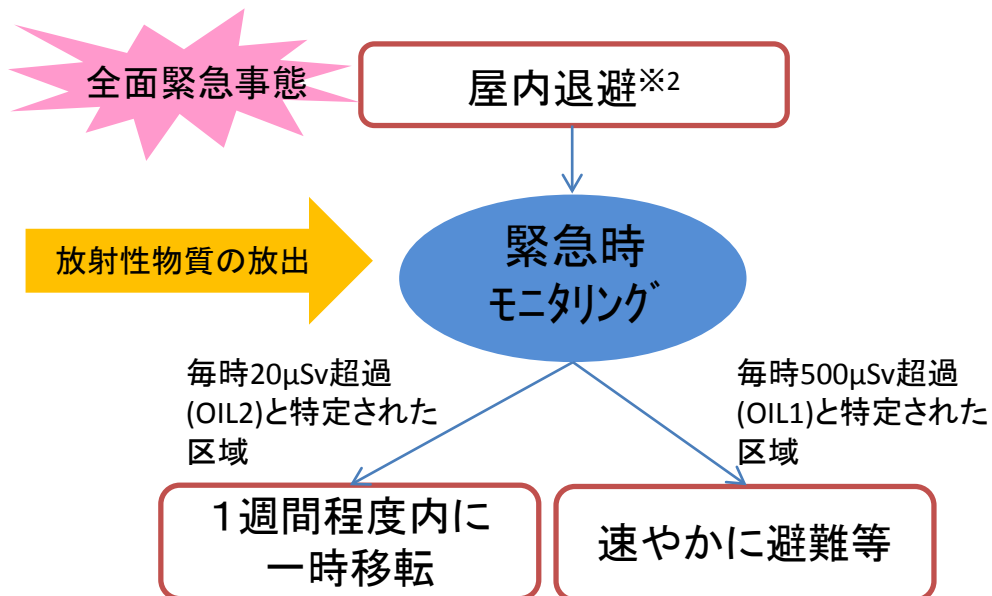 全面緊急事態
屋内退避※2
放射性物質の放出
緊急時
モニタリング
毎時20μSv超過
(OIL2)と特定された
区域
毎時500μSv超過
(OIL1)と特定された
区域
1週間程度内に
一時移転
速やかに避難等